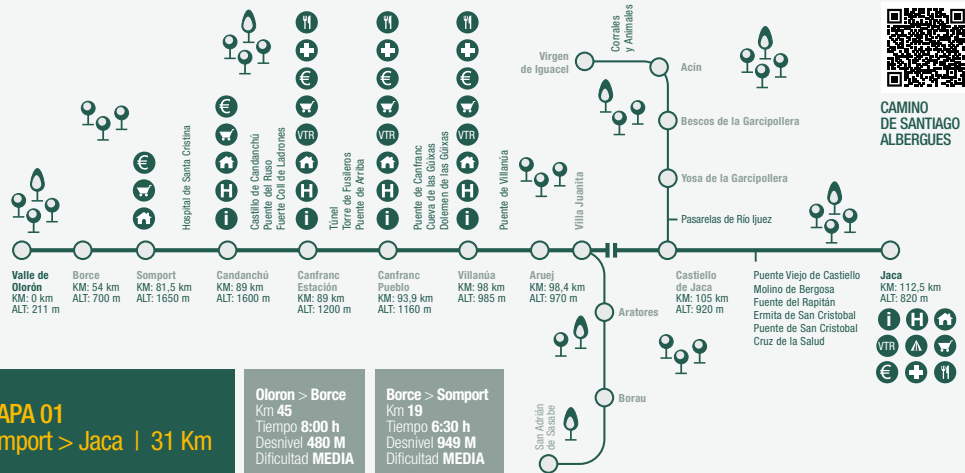 Corrales
y Animales
Virgen
de Iguacel
Acín
CAMINO
DE SANTIAGO
ALBERGUES
Bescos de la Garcipollera
Yosa de la Garcipollera
Pasarelas de Río Ijuez
VTR
VTR
VTR
H
H
H
H
i
i
i
i
€
€
€
€
€
Hospital de Santa Cristina
Castillo de Candanchú
Puente del Ruso
Fuerte Coll de Ladrones
Túnel
Torre de Fusileros
Puente de Arriba
Puente de Canfranc
Cueva de las Güixas
Dolmen de las Güixas
Puente de Villanúa
Villa Juanita
Valle de
Olorón
KM: 0 km
ALT: 211 m
Borce
KM: 54 km
ALT: 700 m
Somport
KM: 81,5 km
ALT: 1650 m
Candanchú
KM: 89 km
ALT: 1600 m
Canfranc
Estación
KM: 89 km
ALT: 1200 m
Canfranc
Pueblo
KM: 93,9 km
ALT: 1160 m
Villanúa
KM: 98 km
ALT: 985 m
Aruej
KM: 98,4 km
ALT: 970 m
Castiello
de Jaca
KM: 105 km
ALT: 920 m
Puente Viejo de Castiello
Molino de Bergosa
Fuente del Rapitán
Ermita de San Cristobal
Puente de San Cristobal
Cruz de la Salud
Jaca
KM: 112,5 km
ALT: 820 m
i H
VTR
€
Aratores
Borau
San Adrián
de Sasabe
APA 01
mport > Jaca | 31 Km
Oloron > Borce
Km 45
Tiempo 8:00 h
Desnivel 480 M
Dificultad MEDIA
Borce > Somport
Km 19
Tiempo 6:30 h
Desnivel 949 M
Dificultad MEDIA